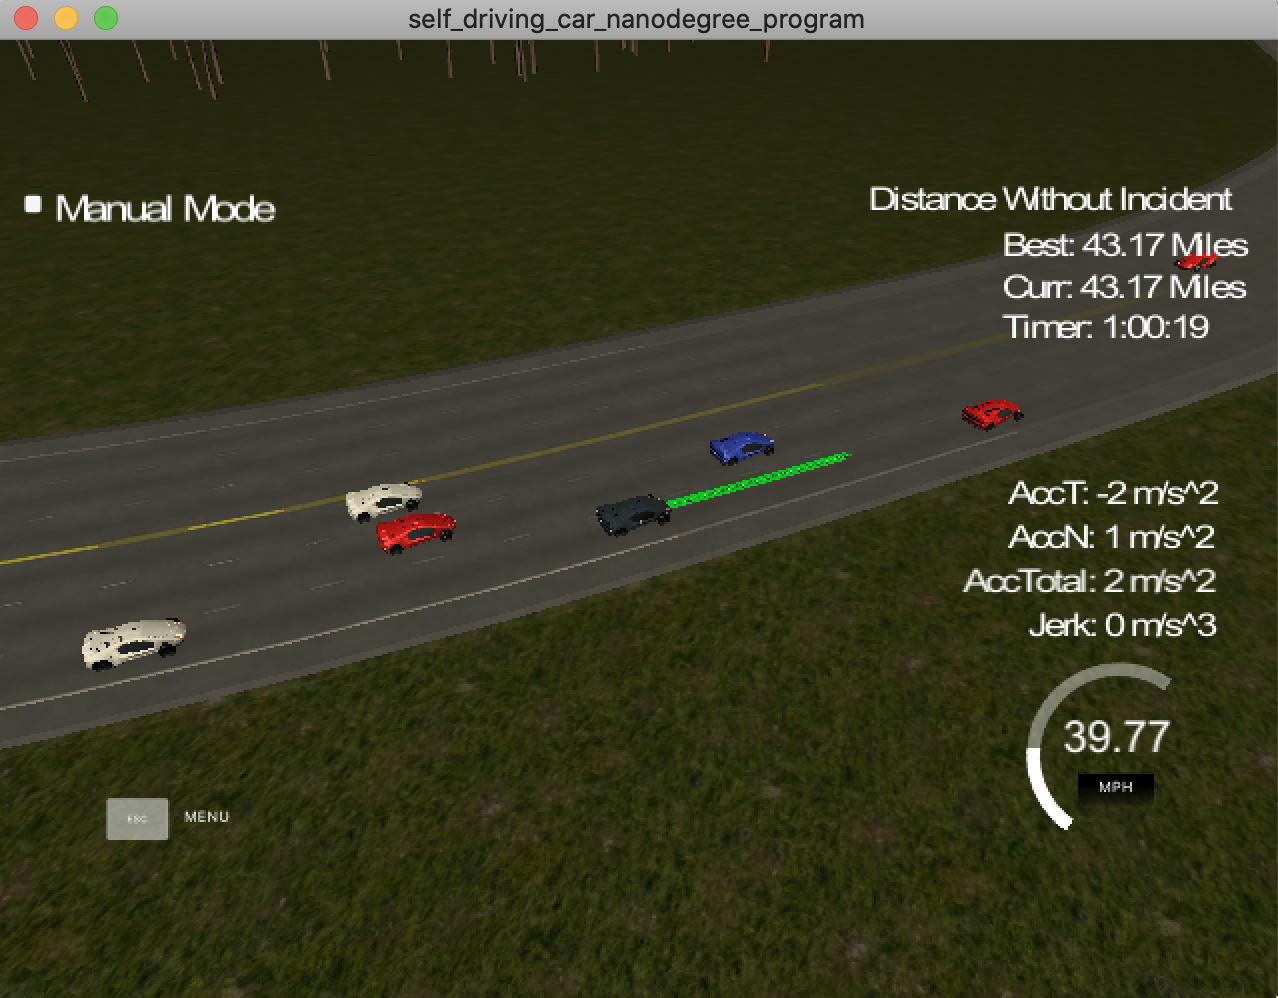 self_driving_car_nanodegree_program
Manual Mode
Distance Without Incident
Best: 43.17 Miles
Curr: 43.17 Miles
Timer: 1:00:19
AccT: -2 m/s^2
AccN: 1 m/s^2
AccTotal: 2 m/s^2
Jerk: 0 m/s^3
39.77
MPH
ESC MENU